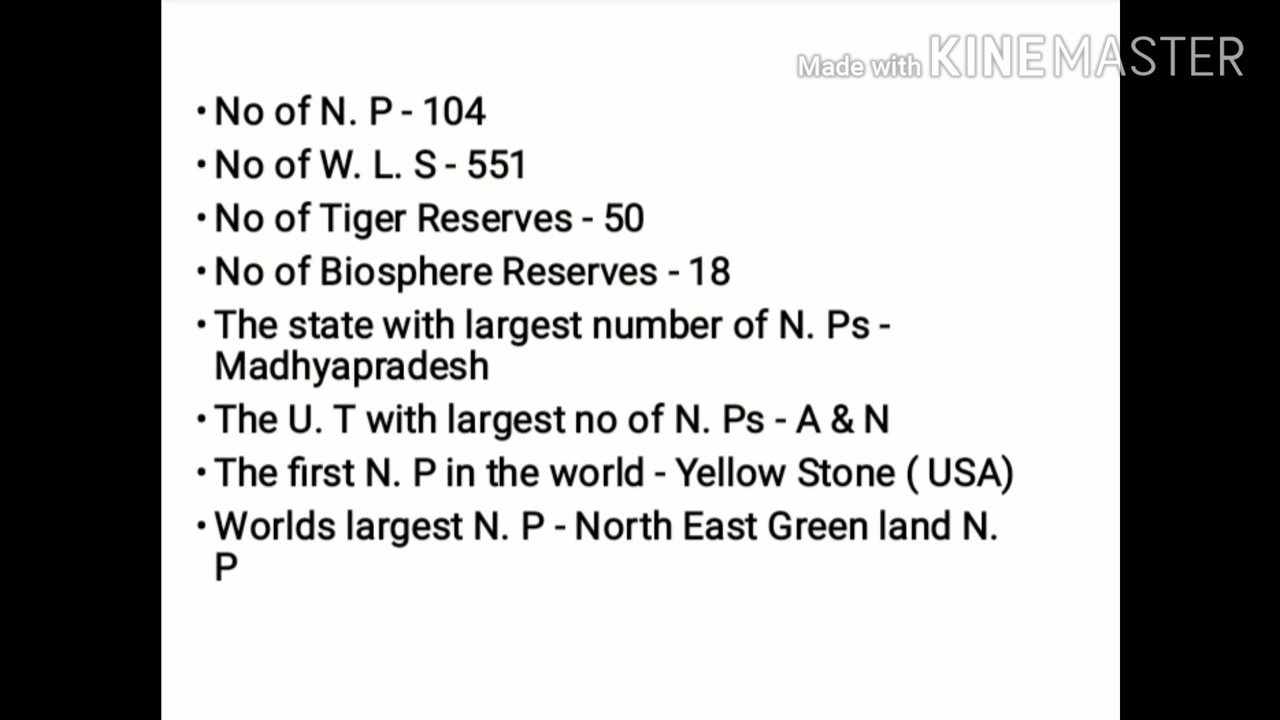 Made with KINEMASTER
• No of N. P - 104
• No of W. L. S - 551
• No of Tiger Reserves - 50
• No of Biosphere Reserves - 18
• The state with largest number of N. Ps -
Madhyapradesh
• The U. T with largest no of N. Ps - A & N
• The first N. P in the world - Yellow Stone ( USA)
• Worlds largest N. P - North East Green land N.
P